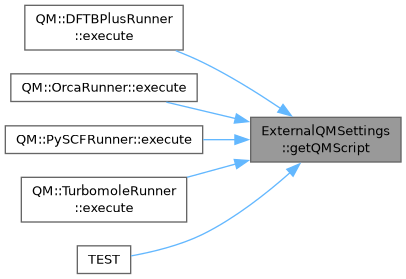 QM::DFTBPlusRunner
::execute
QM::OrcaRunner::execute
ExternalQMSettings
::getQMScript
QM::PySCFRunner::execute
QM::TurbomoleRunner
::execute
TEST